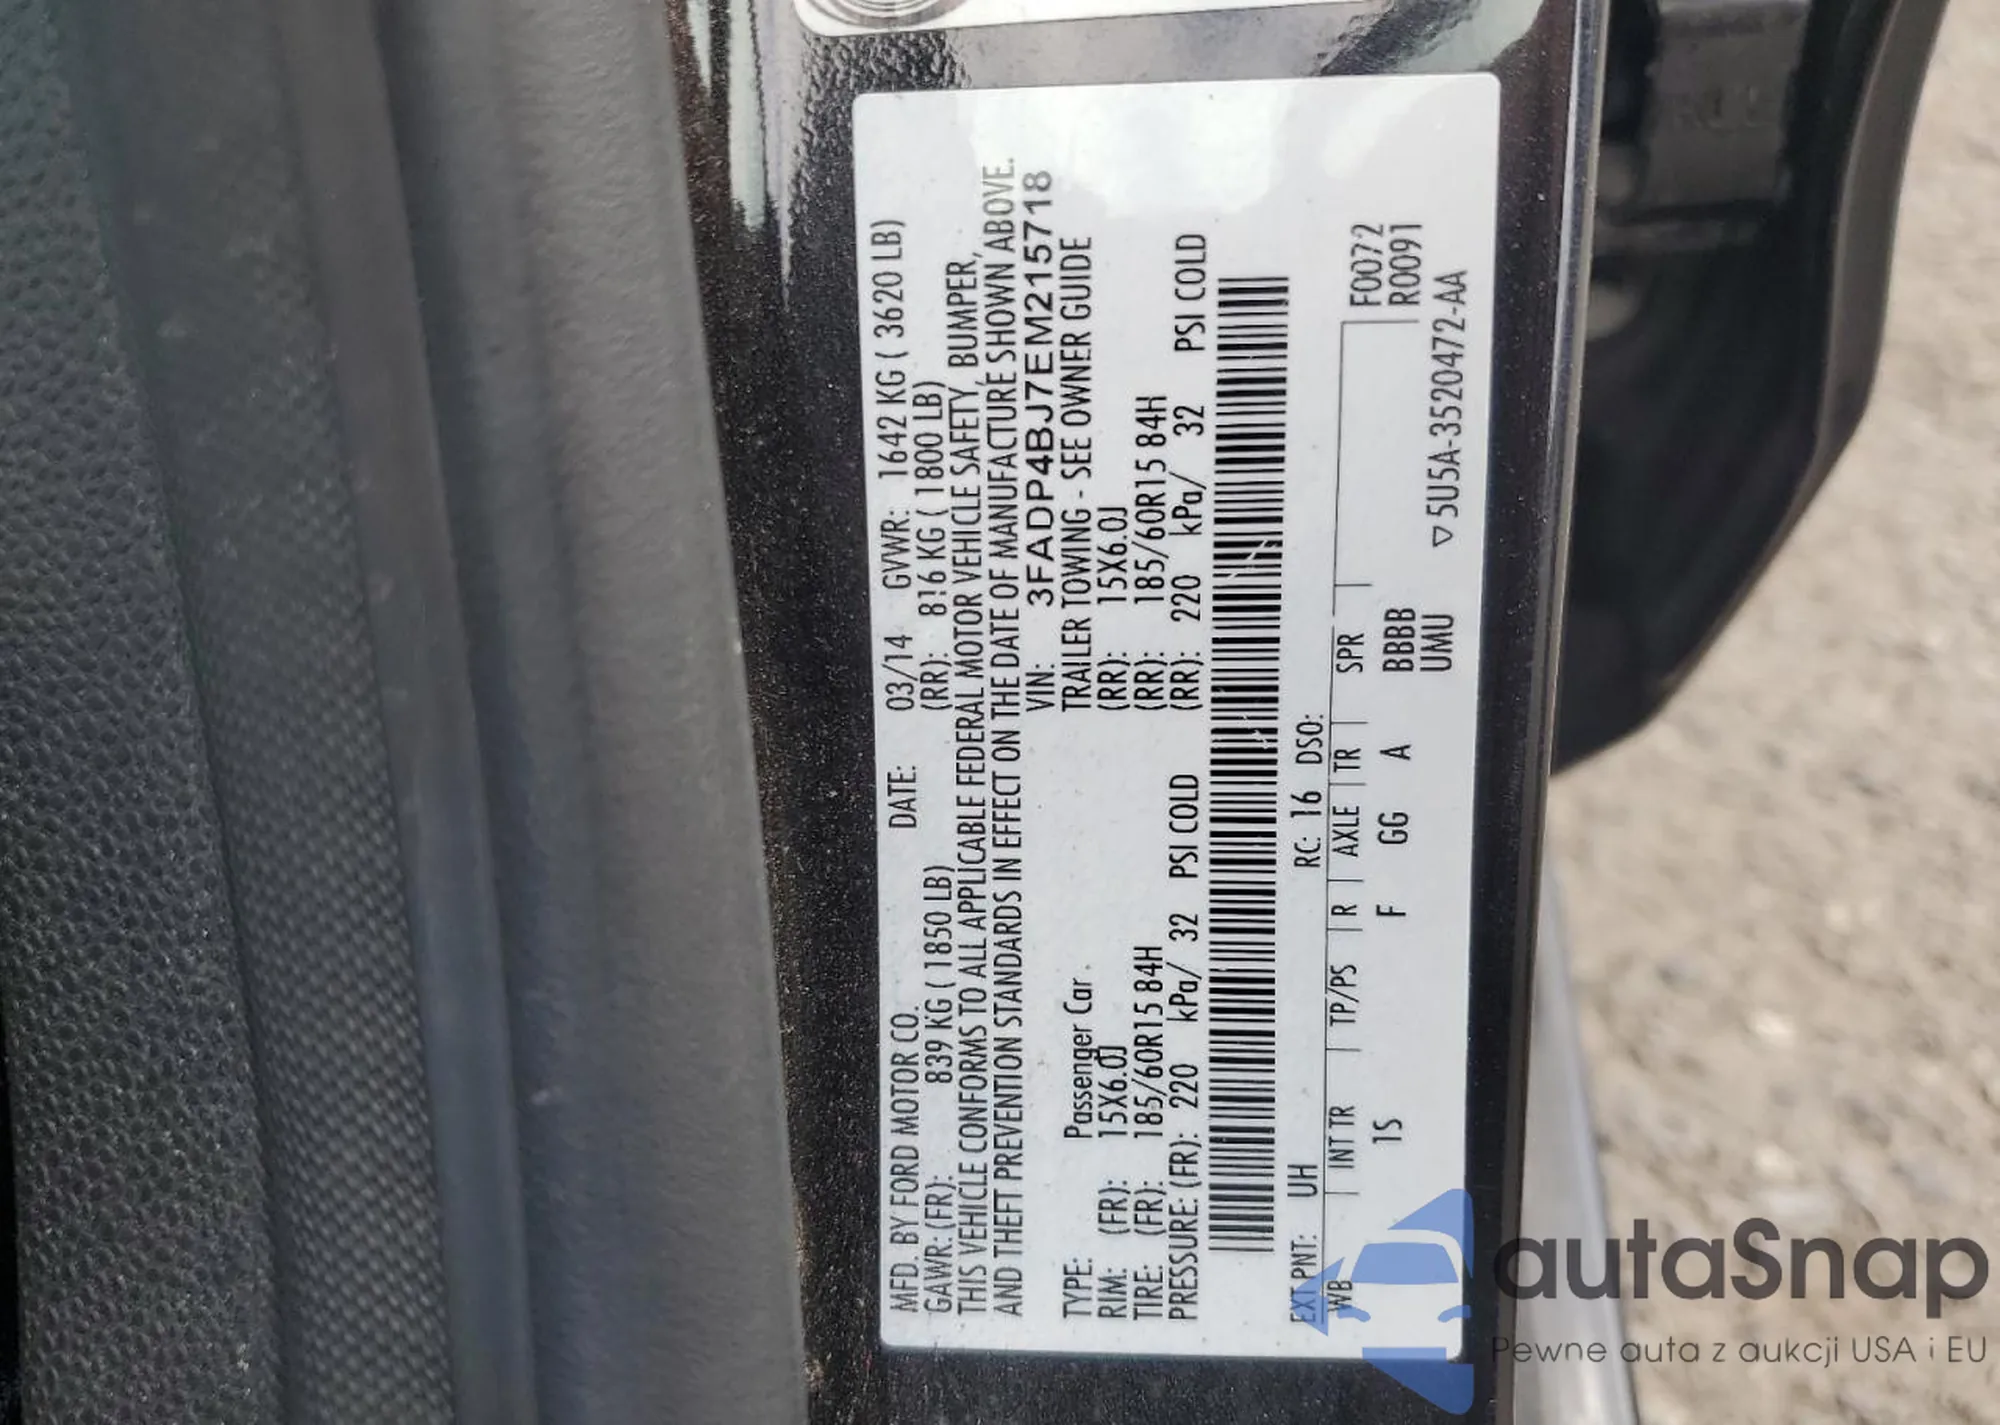 MFD. BY FORD MOTOR CO. DATE: 03/14 GVWR: 1642 KG ( 3620 LB)
GAWR: (FR): 839 KG ( 1850 LB) (RR): 816 KG ( 1800 LB)
THIS VEHICLE CONFORMS TO ALL APPLICABLE FEDERAL MOTOR VEHICLE SAFETY, BUMPER,
AND THEFT PREVENTION STANDARDS IN EFFECT ON THE DATE OF MANUFACTURE SHOWN ABOVE.
VIN: 3FADP4BJ7EM215718
TYPE: Passenger Car. TRAILER TOWING - SEE OWNER GUIDE
RIM: (FR): 15X6.0J (RR): 15X6.0J
TIRE: (FR): 185/60R15 84H (RR): 185/60R15 84H
PRESSURE: (FR): 220 kPa/ 32 PSI COLD (RR): 220 kPa/ 32 PSI COLD
EXT PNT: UH RC: 16 DSO:
WB INT TR TP/PS R AXLE TR SPR F0072
1S F GG A BBBB R0091
UMU ▽ 5U5A-3520472-AA
autaSnap
Pewne auta z aukcji USA i EU